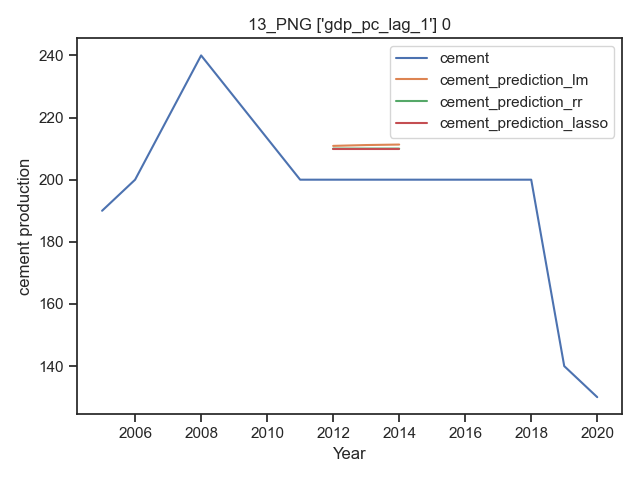 13_PNG ['gdp_pc_lag_1'] 0
cement
cement_prediction_lm
cement_prediction_rr
cement_prediction_lasso
cement production
240
220
200
180
160
140
2006 2008 2010 2012 2014 2016 2018 2020
Year